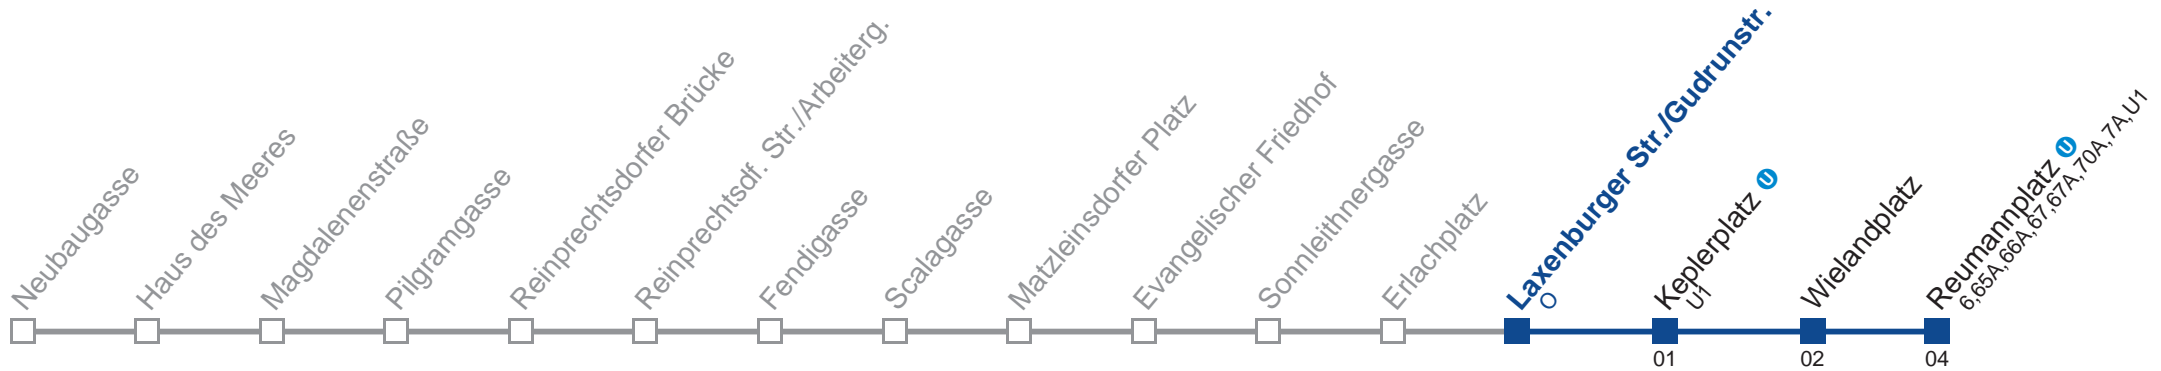 Neubaugasse
Haus des Meeres
Magdalenenstraße
Pilgramgasse
Reinprechtsdorfer Brücke
Reinprechtsdf. Str./Arbeiterg.
Fendigasse
Scalagasse
Matzleinsdorfer Platz
Evangelischer Friedhof
Sonnleithnergasse
Erlachplatz
Laxenburger Str./Gudrunstr.
O
Keplerplatz U
U1
Wielandplatz
Reumannplatz U
6,65A,66A,67,67A,70A,7A,U1
01
02
04